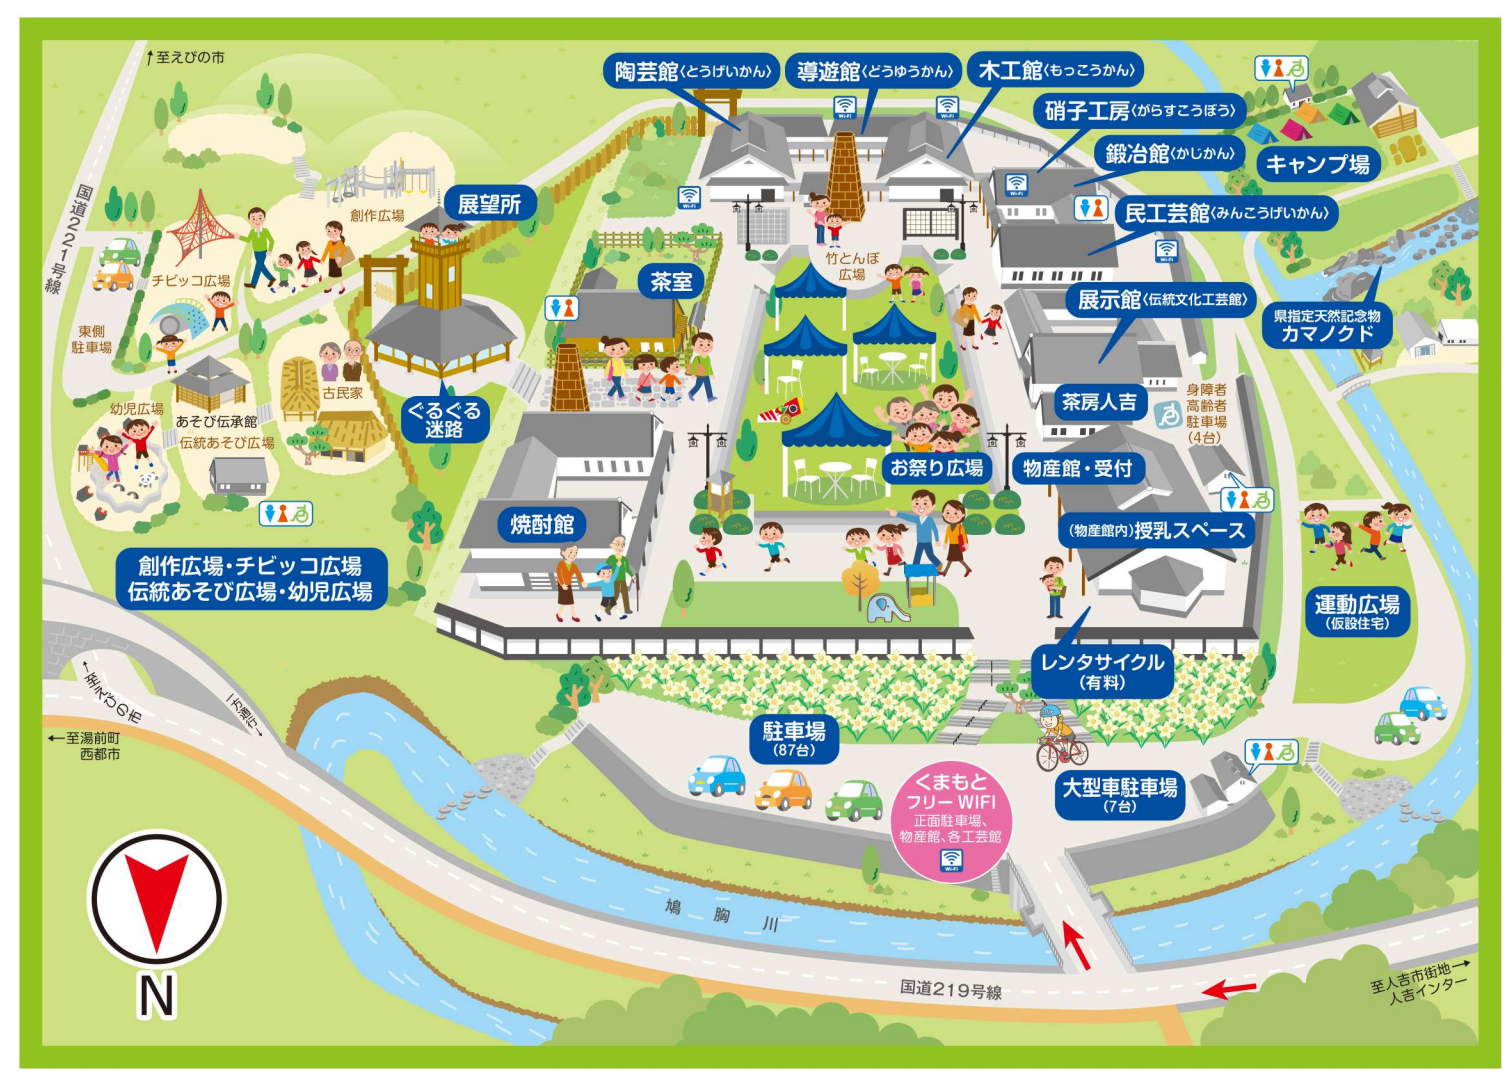 ↑至えびの市
陶芸館〈とうげいかん〉
導遊館〈どうゆうかん〉
木工館〈もっこうかん〉
硝子工房〈がらすこうぼう〉
鍛冶館〈かじかん〉
キャンプ場
民工芸館〈みんこうげいかん〉
Wi-Fi
Wi-Fi
Wi-Fi
Wi-Fi
Wi-Fi
国道221号線
創作広場
展望所
チビッコ広場
東側
駐車場
茶室
竹とんぼ
広場
展示館〈伝統文化工芸館〉
県指定天然記念物
カマノクド
古民家
幼児広場
あそび伝承館
伝統あそび広場
ぐるぐる
迷路
茶房人吉
身障者
高齢者
駐車場
(4台)
お祭り広場
物産館・受付
(物産館内)授乳スペース
焼酎館
創作広場・チビッコ広場
伝統あそび広場・幼児広場
運動広場
(仮設住宅)
レンタサイクル
(有料)
至えびの市
一方通行
←至湯前町
西都市
駐車場
(87台)
くまもと
フリーWIFI
正面駐車場、
物産館、各工芸館
Wi-Fi
大型車駐車場
(7台)
鳩胸川
国道219号線
至人吉市街地→
人吉インター
N